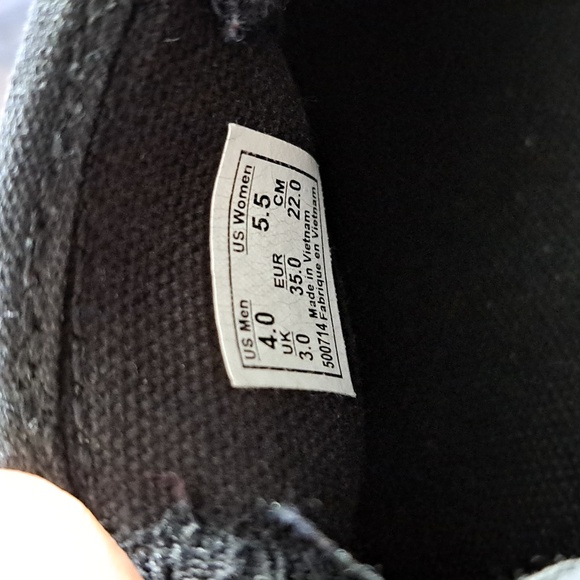 US Men US Women
4.0 5.5
UK EUR CM
3.0 35.0 22.0
Made in Vietnam
500714 Fabrique en Vietnam